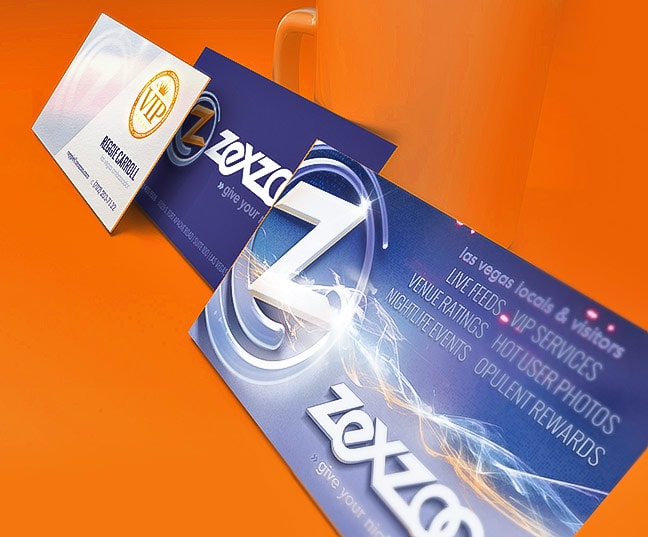 VIP
REGGIE CARROLL
ZEXZOO
» give your
las vegas locals & visitors
LIVE FEEDS VIP SERVICES
VENUE RATINGS HOT USER PHOTOS
NIGHTLIFE EVENTS OPULENT REWARDS
Z
ZEXZOO
» give your